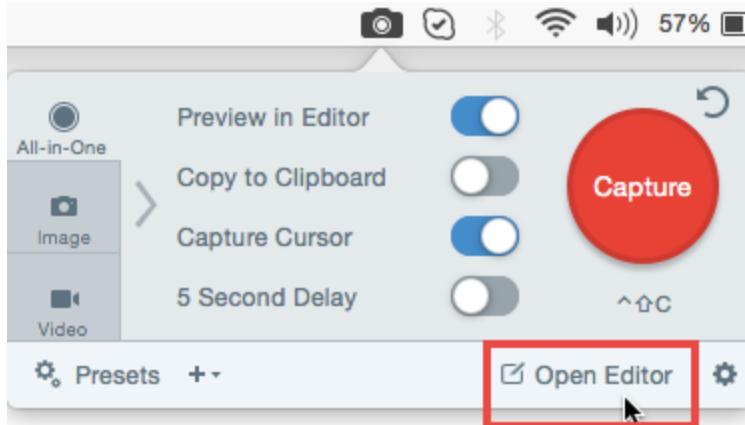 57%
All-in-One
Preview in Editor
Copy to Clipboard
Capture
Image
Capture Cursor
Video
5 Second Delay
^⇧C
Presets + Open Editor